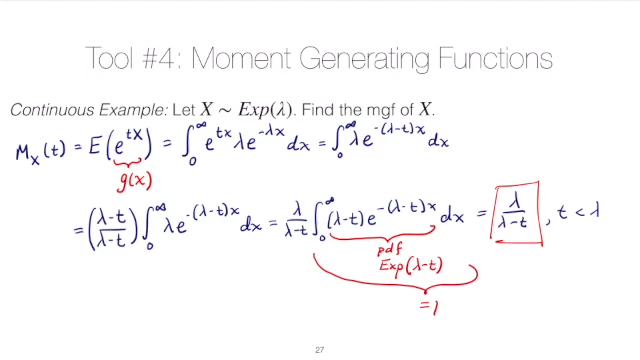 Tool #4: Moment Generating Functions
Continuous Example: Let X ∼ Exp(λ). Find the mgf of X.
M_X(t) = E(e^{tX}) = ∫_0^∞ e^{tx} λe^{-λx} dx = ∫_0^∞ λe^{-(λ-t)x} dx
g(x)
= (λ-t / λ-t) ∫_0^∞ λe^{-(λ-t)x} dx = λ/(λ-t) ∫_0^∞ (λ-t) e^{-(λ-t)x} dx = λ/(λ-t) , t < λ
pdf
Exp(λ-t)
=1
27